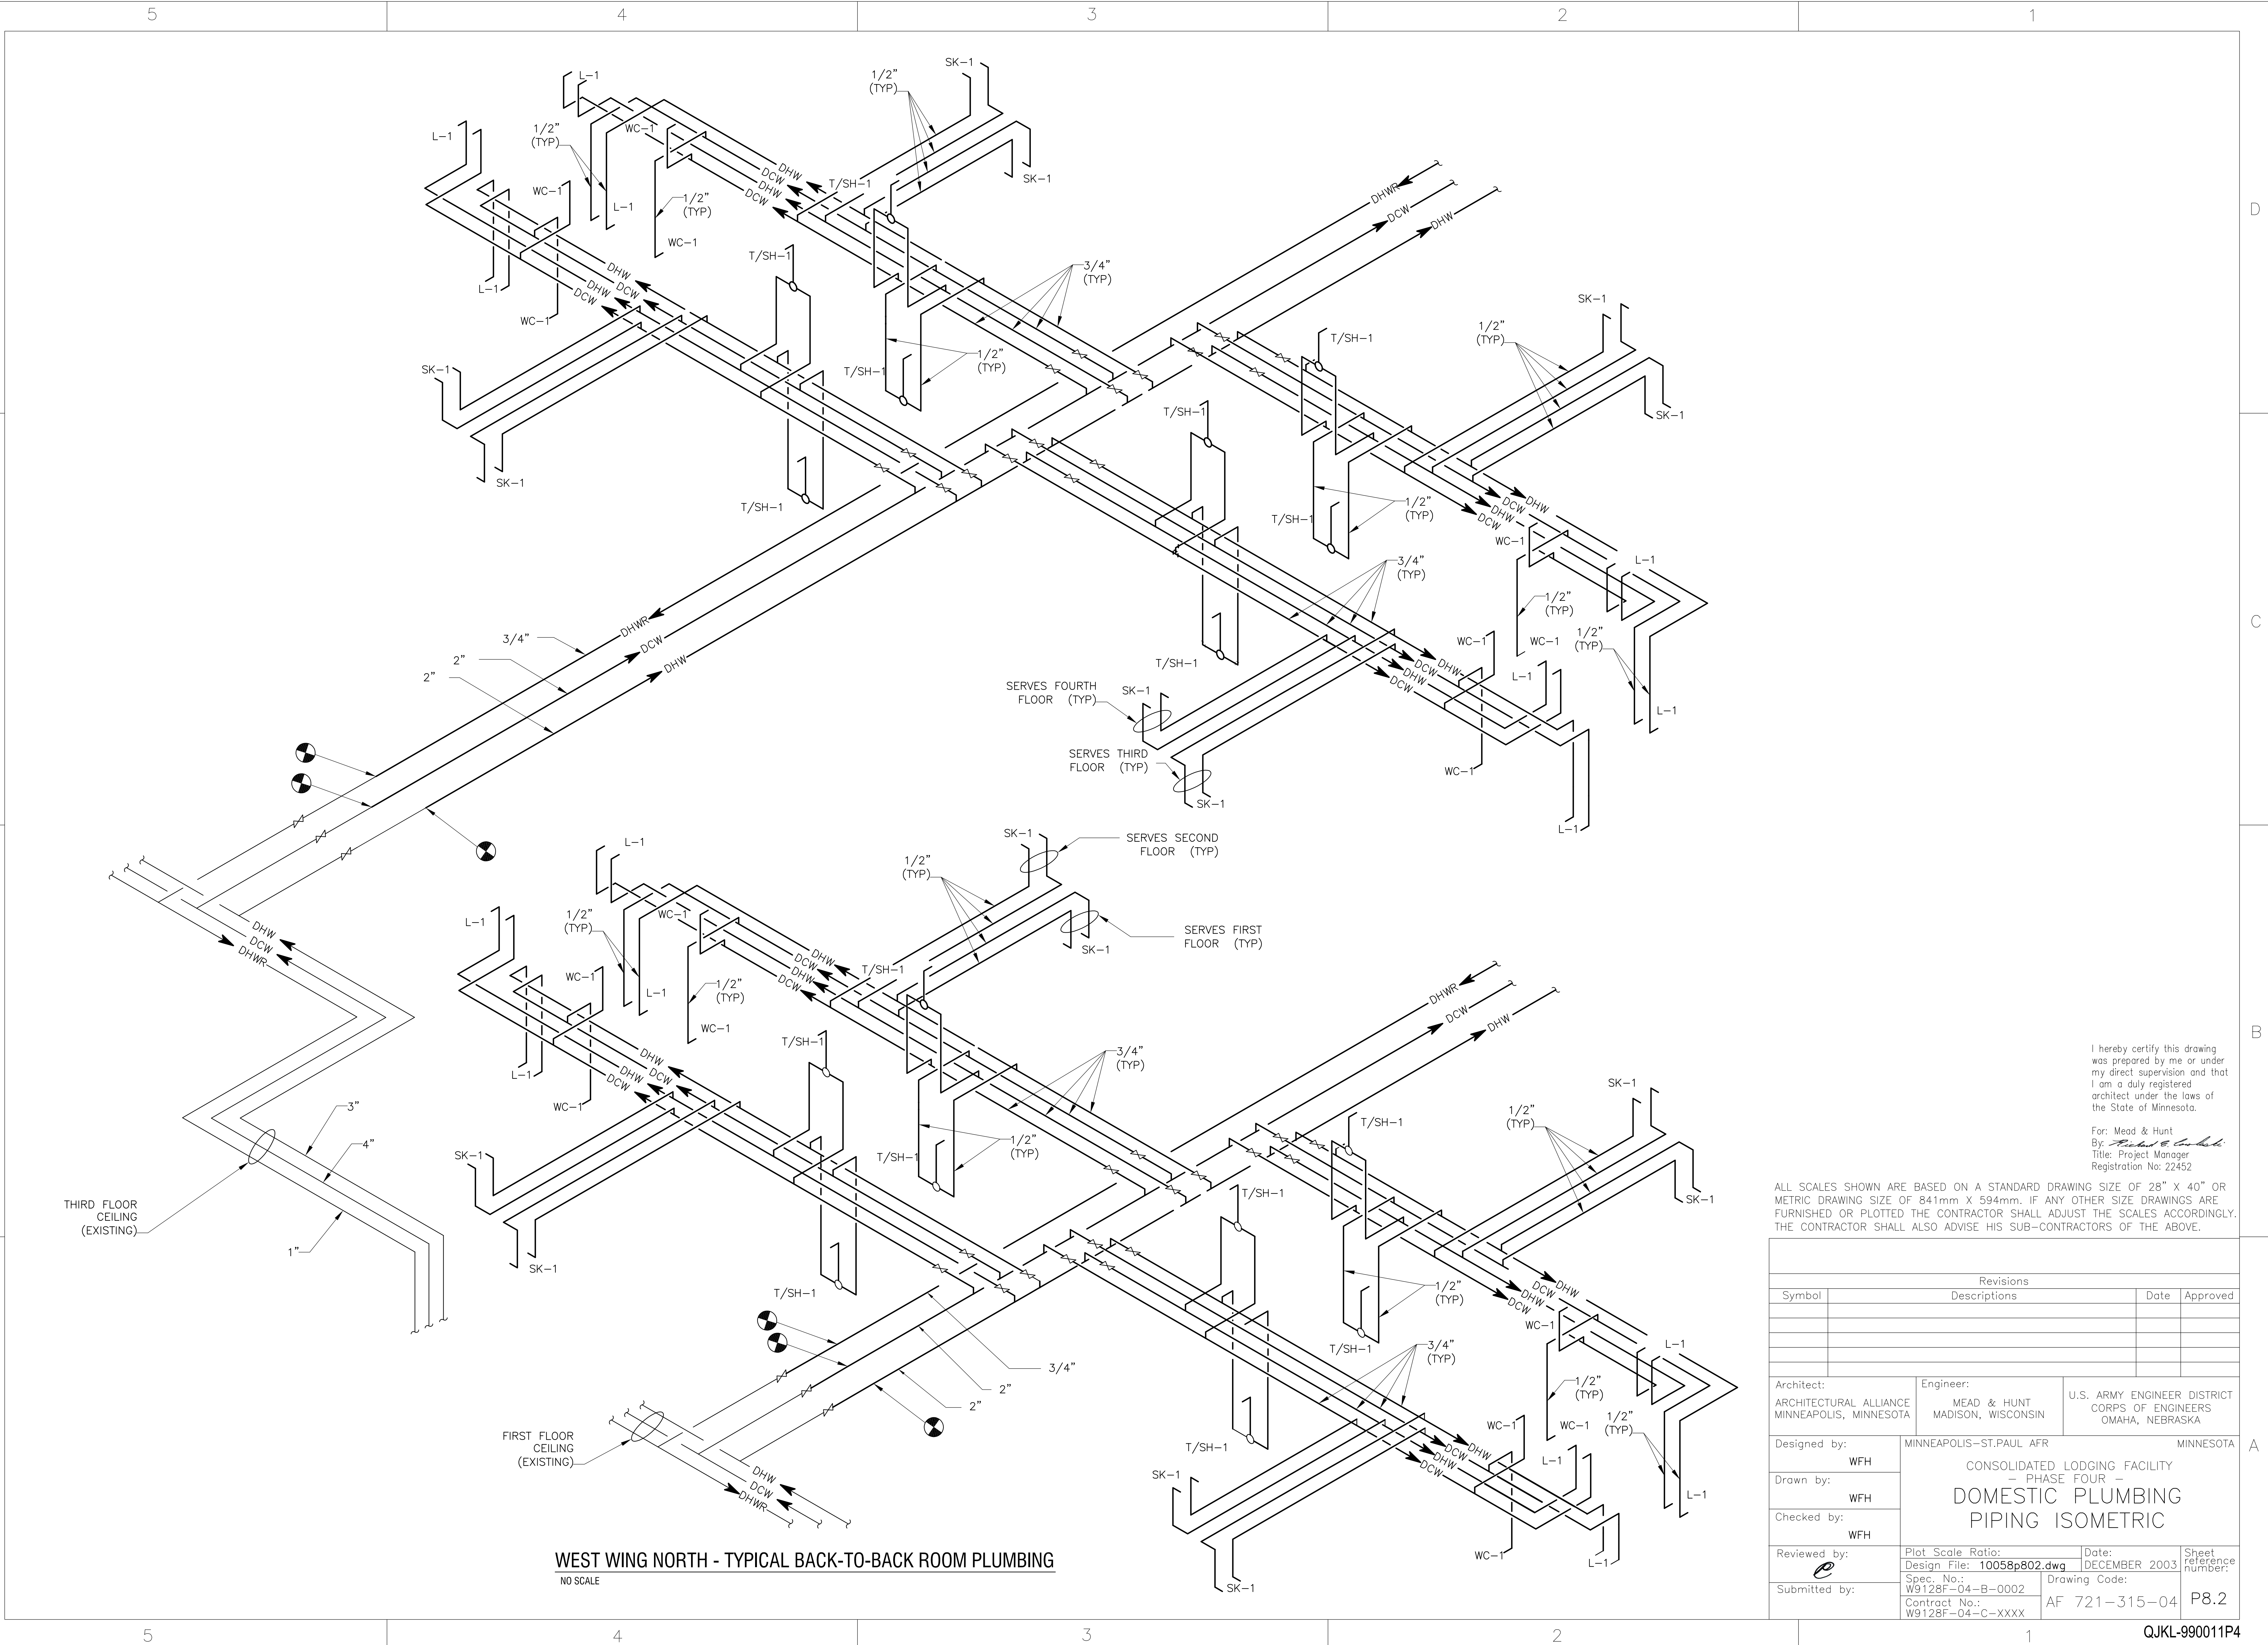 5 4 3 2 1
L-1
1/2"
(TYP)
SK-1
L-1
1/2"
(TYP)
WC-1
DHW
DCW
DHW
DCW
T/SH-1
SK-1
WC-1
L-1
1/2"
(TYP)
WC-1
DHWR
DCW
DHW
D
L-1
WC-1
DHW
DCW
DHW
DCW
T/SH-1
3/4"
(TYP)
SK-1
1/2"
(TYP)
T/SH-1
1/2"
(TYP)
T/SH-1
SK-1
SK-1
T/SH-1
SK-1
SK-1
T/SH-1
1/2"
(TYP)
T/SH-1
DHW
DCW
DHW
DCW
WC-1
L-1
3/4"
(TYP)
1/2"
(TYP)
WC-1
1/2"
(TYP)
L-1
C
3/4"
2"
2"
DHWR
DCW
DHW
T/SH-1
WC-1
DHW
DCW
DHW
DCW
L-1
SERVES FOURTH
FLOOR (TYP)
SK-1
SERVES THIRD
FLOOR (TYP)
SK-1
WC-1
L-1
L-1
1/2"
(TYP)
SK-1
SERVES SECOND
FLOOR (TYP)
SERVES FIRST
FLOOR (TYP)
SK-1
L-1
1/2"
(TYP)
WC-1
DHW
DCW
DHW
DCW
T/SH-1
WC-1
L-1
1/2"
(TYP)
WC-1
DHW
DCW
DHWR
DHWR
DCW
DHW
B
L-1
WC-1
DHW
DCW
DHW
DCW
T/SH-1
3/4"
(TYP)
1/2"
(TYP)
T/SH-1
SK-1
SK-1
T/SH-1
1/2"
(TYP)
SK-1
SK-1
T/SH-1
T/SH-1
1/2"
(TYP)
T/SH-1
DHW
DCW
DHW
DCW
WC-1
L-1
3/4"
(TYP)
1/2"
(TYP)
WC-1
1/2"
(TYP)
L-1
3"
4"
1"
THIRD FLOOR
CEILING
(EXISTING)
3/4"
2"
2"
T/SH-1
WC-1
DHW
DCW
DHW
DCW
L-1
SK-1
SK-1
WC-1
L-1
FIRST FLOOR
CEILING
(EXISTING)
DHW
DCW
DHWR
WEST WING NORTH - TYPICAL BACK-TO-BACK ROOM PLUMBING
NO SCALE
I hereby certify this drawing
was prepared by me or under
my direct supervision and that
I am a duly registered
architect under the laws of
the State of Minnesota.
For: Mead & Hunt
By:
Title: Project Manager
Registration No: 22452
ALL SCALES SHOWN ARE BASED ON A STANDARD DRAWING SIZE OF 28" X 40" OR
METRIC DRAWING SIZE OF 841mm X 594mm. IF ANY OTHER SIZE DRAWINGS ARE
FURNISHED OR PLOTTED THE CONTRACTOR SHALL ADJUST THE SCALES ACCORDINGLY.
THE CONTRACTOR SHALL ALSO ADVISE HIS SUB-CONTRACTORS OF THE ABOVE.
Revisions
Symbol Descriptions Date Approved
Architect:
ARCHITECTURAL ALLIANCE
MINNEAPOLIS, MINNESOTA
Engineer:
MEAD & HUNT
MADISON, WISCONSIN
U.S. ARMY ENGINEER DISTRICT
CORPS OF ENGINEERS
OMAHA, NEBRASKA
A
Designed by:
WFH
Drawn by:
WFH
Checked by:
WFH
Reviewed by:
Submitted by:
MINNEAPOLIS-ST.PAUL AFR MINNESOTA
CONSOLIDATED LODGING FACILITY
- PHASE FOUR -
DOMESTIC PLUMBING
PIPING ISOMETRIC
Plot Scale Ratio:
Design File: 10058p802.dwg
Date:
DECEMBER 2003
Sheet
reference
number:
P8.2
Spec. No.:
W9128F-04-B-0002
Contract No.:
W9128F-04-C-XXXX
Drawing Code:
AF 721-315-04
5 4 3 2 1
QJKL-990011P4